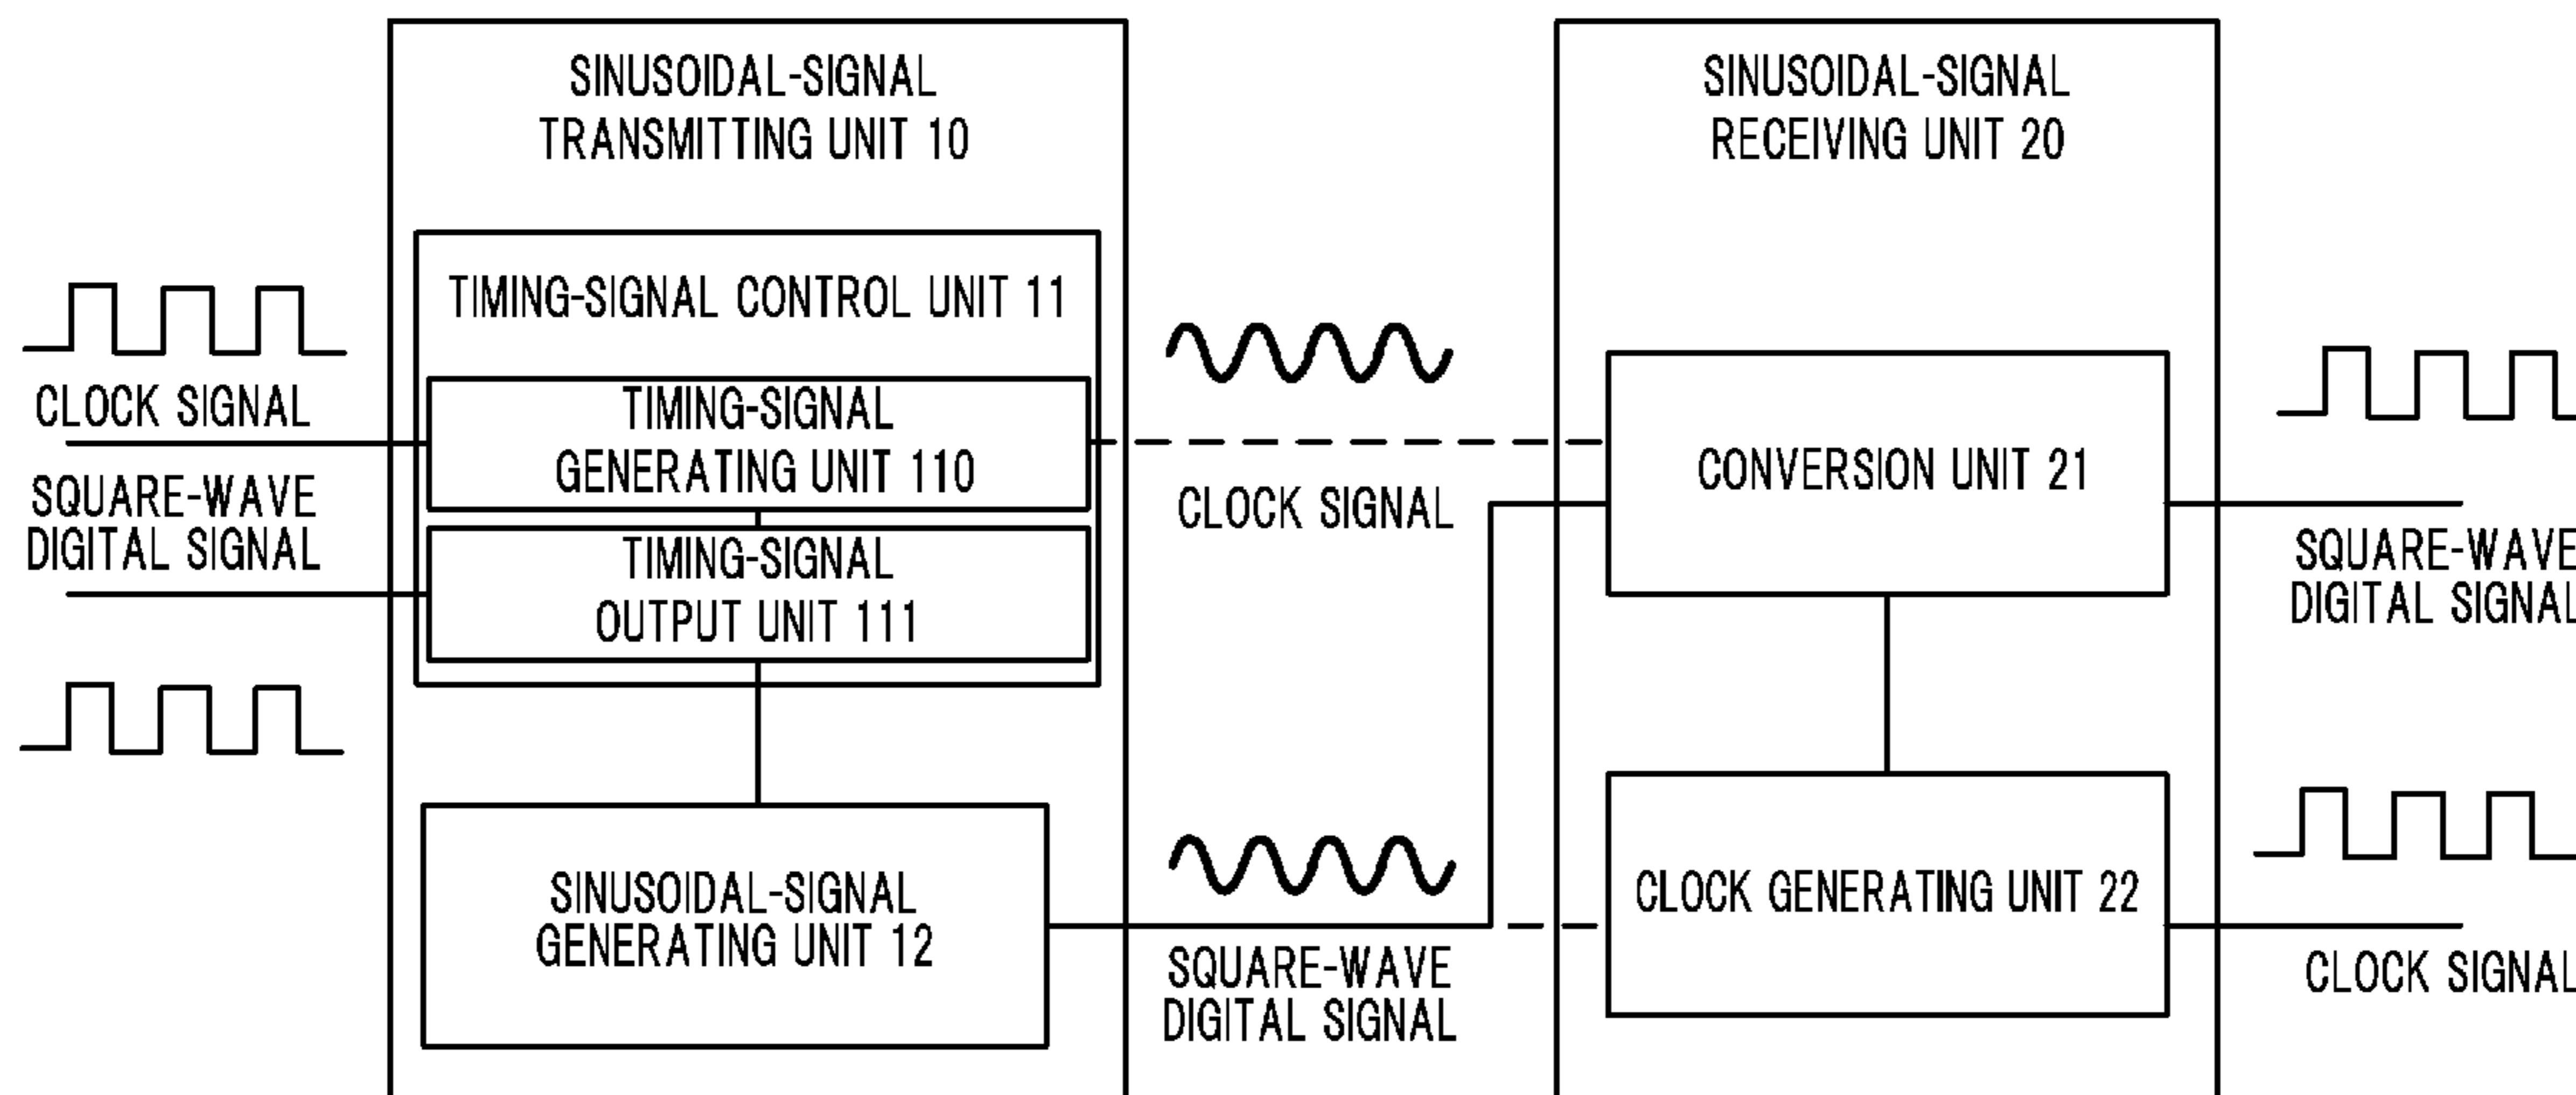 SINUSOIDAL-SIGNAL
TRANSMITTING UNIT 10
SINUSOIDAL-SIGNAL
RECEIVING UNIT 20
TIMING-SIGNAL CONTROL UNIT 11
CLOCK SIGNAL
TIMING-SIGNAL
GENERATING UNIT 110
SQUARE-WAVE
DIGITAL SIGNAL
TIMING-SIGNAL
OUTPUT UNIT 111
CLOCK SIGNAL
CONVERSION UNIT 21
SQUARE-WAVE
DIGITAL SIGNAL
SINUSOIDAL-SIGNAL
GENERATING UNIT 12
SQUARE-WAVE
DIGITAL SIGNAL
CLOCK GENERATING UNIT 22
CLOCK SIGNAL